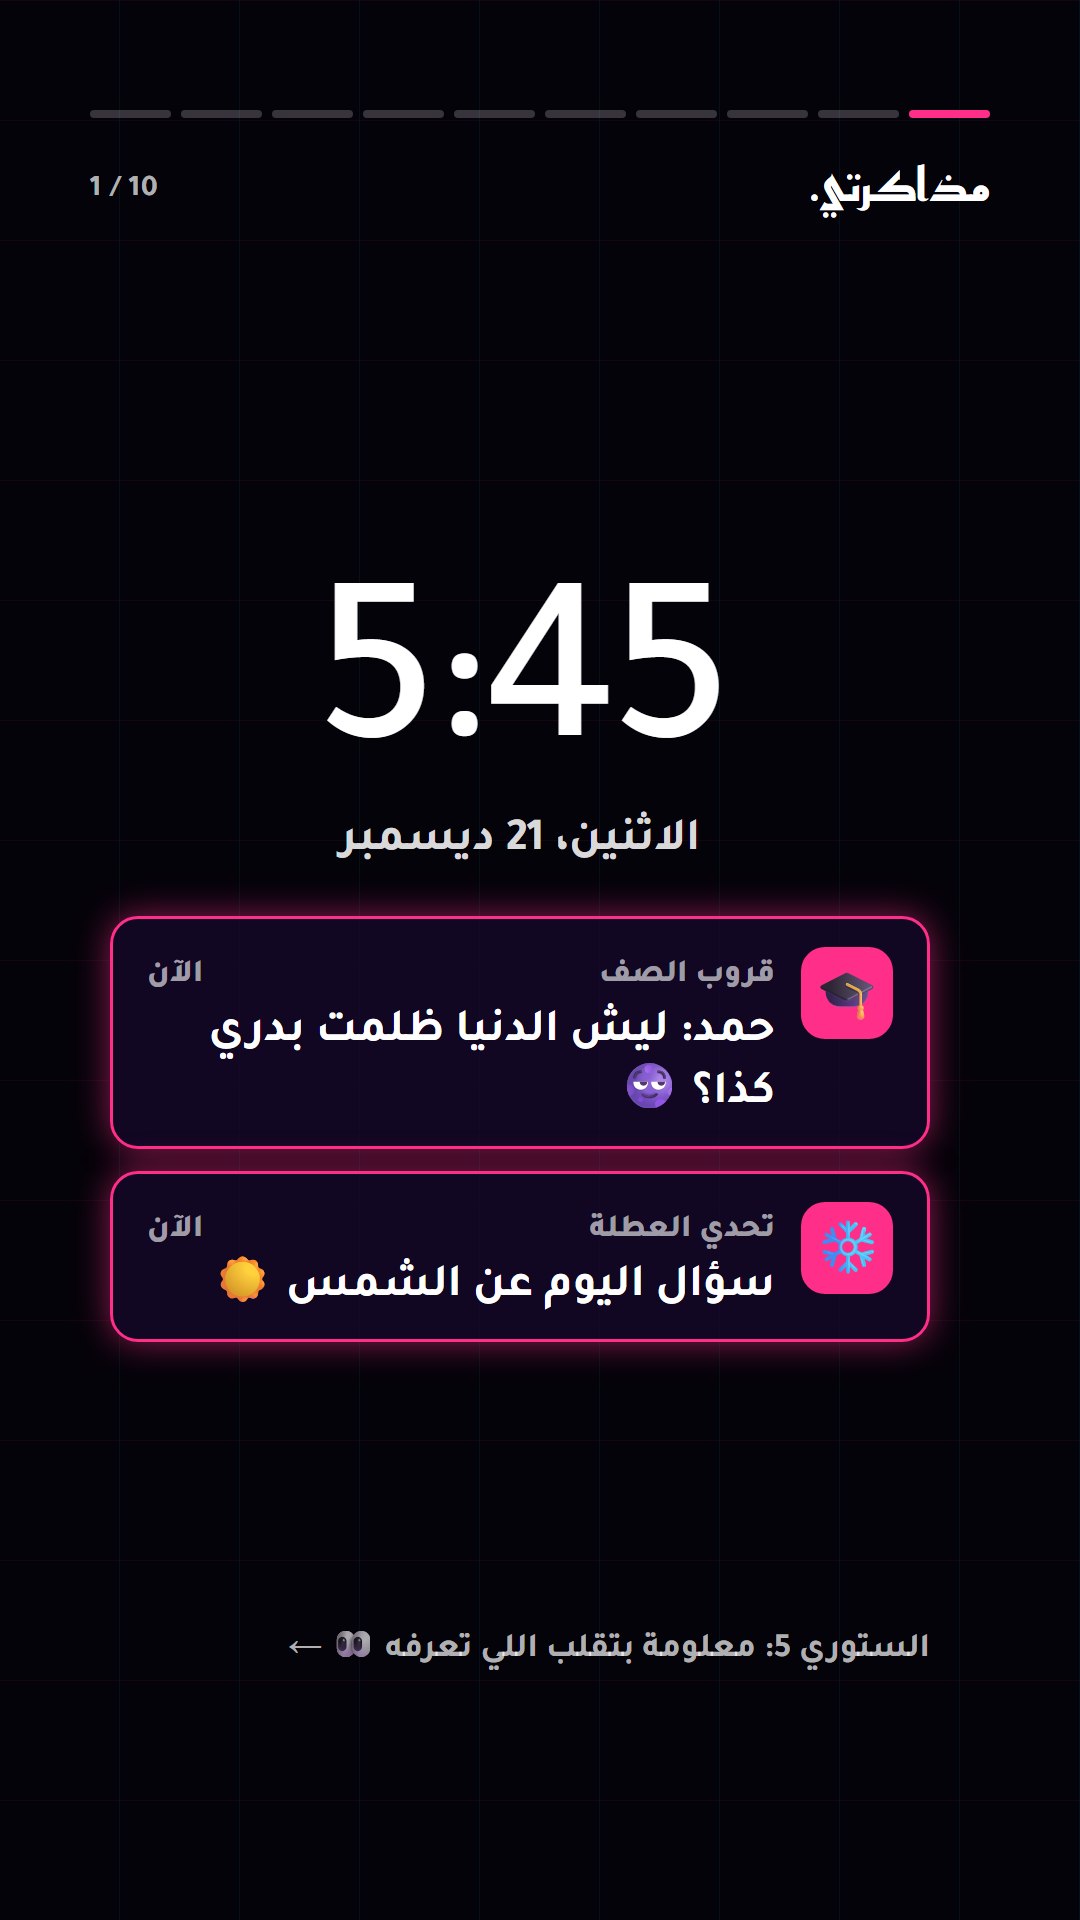 مذاكرتي.
1 / 10
5:45
الاثنين، 21 ديسمبر
قروب الصف
الآن
حمد: ليش الدنيا ظلمت بدري
كذا؟ 😌
تحدي العطلة
الآن
سؤال اليوم عن الشمس ☀️
الستوري 5: معلومة بتقلب اللي تعرفه 👀 ←